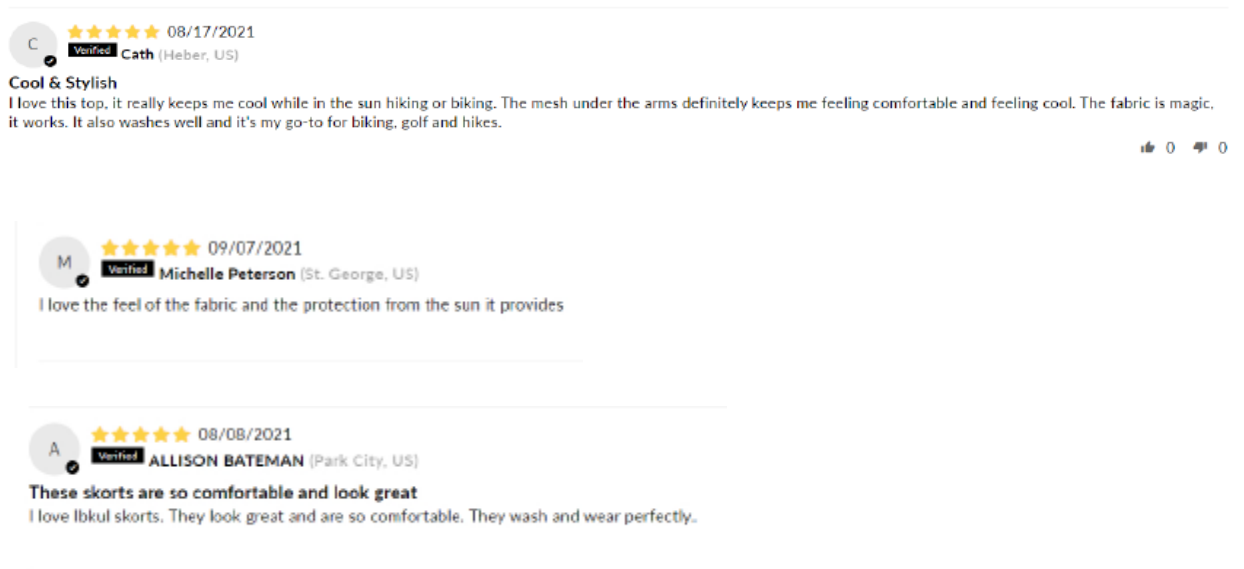 C
08/17/2021
Verified Cath (Heber, US)
Cool & Stylish
I love this top, it really keeps me cool while in the sun hiking or biking. The mesh under the arms definitely keeps me feeling comfortable and feeling cool. The fabric is magic,
it works. It also washes well and it's my go-to for biking, golf and hikes.
0 0
M
09/07/2021
Verified Michelle Peterson (St. George, US)
I love the feel of the fabric and the protection from the sun it provides
A
08/08/2021
Verified ALLISON BATEMAN (Park City, US)
These skorts are so comfortable and look great
I love Ibkul skorts. They look great and are so comfortable. They wash and wear perfectly..